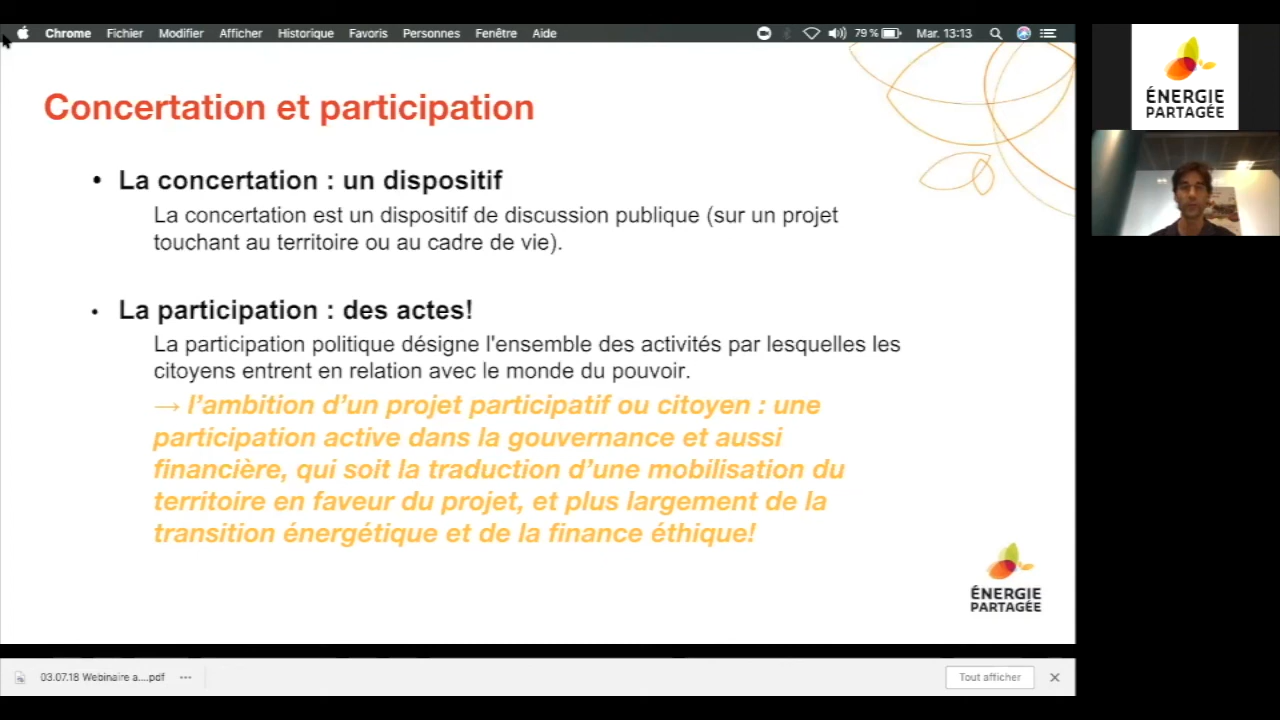 Chrome Fichier Modifier Afficher Historique Favoris Personnes Fenêtre Aide 79 % Mar. 13:13
Concertation et participation
• La concertation : un dispositif
La concertation est un dispositif de discussion publique (sur un projet
touchant au territoire ou au cadre de vie).
• La participation : des actes!
La participation politique désigne l'ensemble des activités par lesquelles les
citoyens entrent en relation avec le monde du pouvoir.
→ l’ambition d’un projet participatif ou citoyen : une
participation active dans la gouvernance et aussi
financière, qui soit la traduction d’une mobilisation du
territoire en faveur du projet, et plus largement de la
transition énergétique et de la finance éthique!
ÉNERGIE
PARTAGÉE
03.07.18 Webinaire a....pdf
Tout afficher
ÉNERGIE
PARTAGÉE